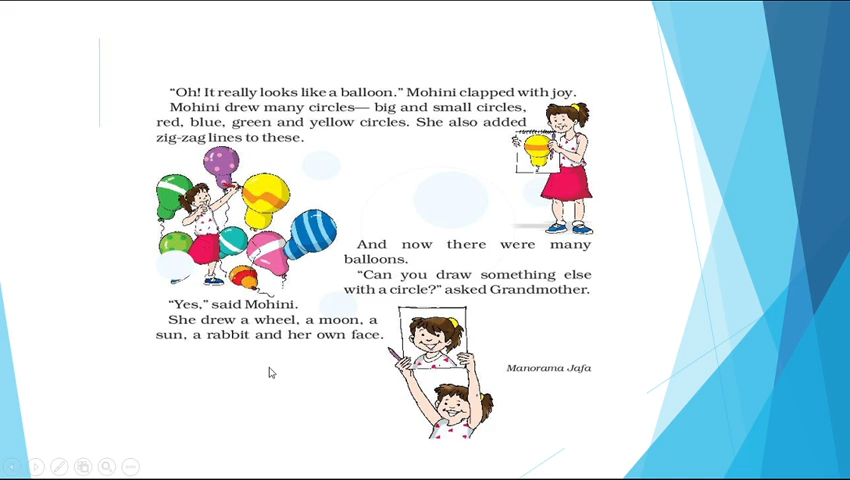 “Oh! It really looks like a balloon.” Mohini clapped with joy.
Mohini drew many circles— big and small circles,
red, blue, green and yellow circles. She also added
zig-zag lines to these.
And now there were many
balloons.
“Can you draw something else
with a circle?” asked Grandmother.
“Yes,” said Mohini.
She drew a wheel, a moon, a
sun, a rabbit and her own face.
Manorama Jafa